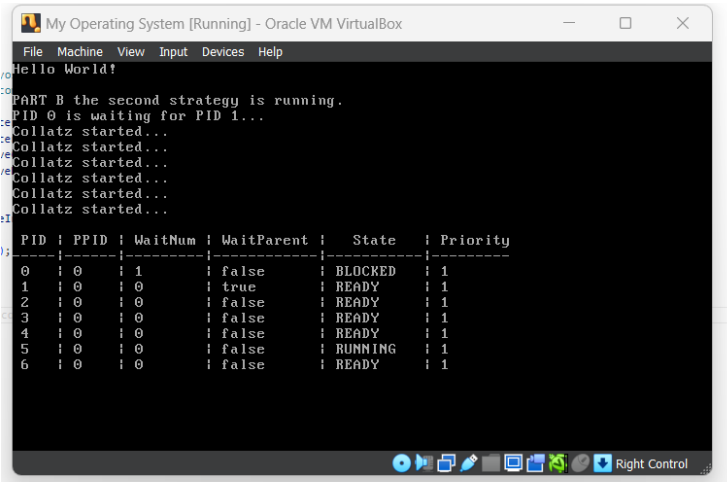 My Operating System [Running] - Oracle VM VirtualBox
File Machine View Input Devices Help
Hello World!
PART B the second strategy is running.
PID 0 is waiting for PID 1...
Collatz started...
Collatz started...
Collatz started...
Collatz started...
Collatz started...
Collatz started...
PID ¦ PPID ¦ WaitNum ¦ WaitParent ¦ State ¦ Priority
-----¦------¦---------¦------------¦-----------¦---------
0 ¦ 0 ¦ 1 ¦ false ¦ BLOCKED ¦ 1
1 ¦ 0 ¦ 0 ¦ true ¦ READY ¦ 1
2 ¦ 0 ¦ 0 ¦ false ¦ READY ¦ 1
3 ¦ 0 ¦ 0 ¦ false ¦ READY ¦ 1
4 ¦ 0 ¦ 0 ¦ false ¦ READY ¦ 1
5 ¦ 0 ¦ 0 ¦ false ¦ RUNNING ¦ 1
6 ¦ 0 ¦ 0 ¦ false ¦ READY ¦ 1
Right Control